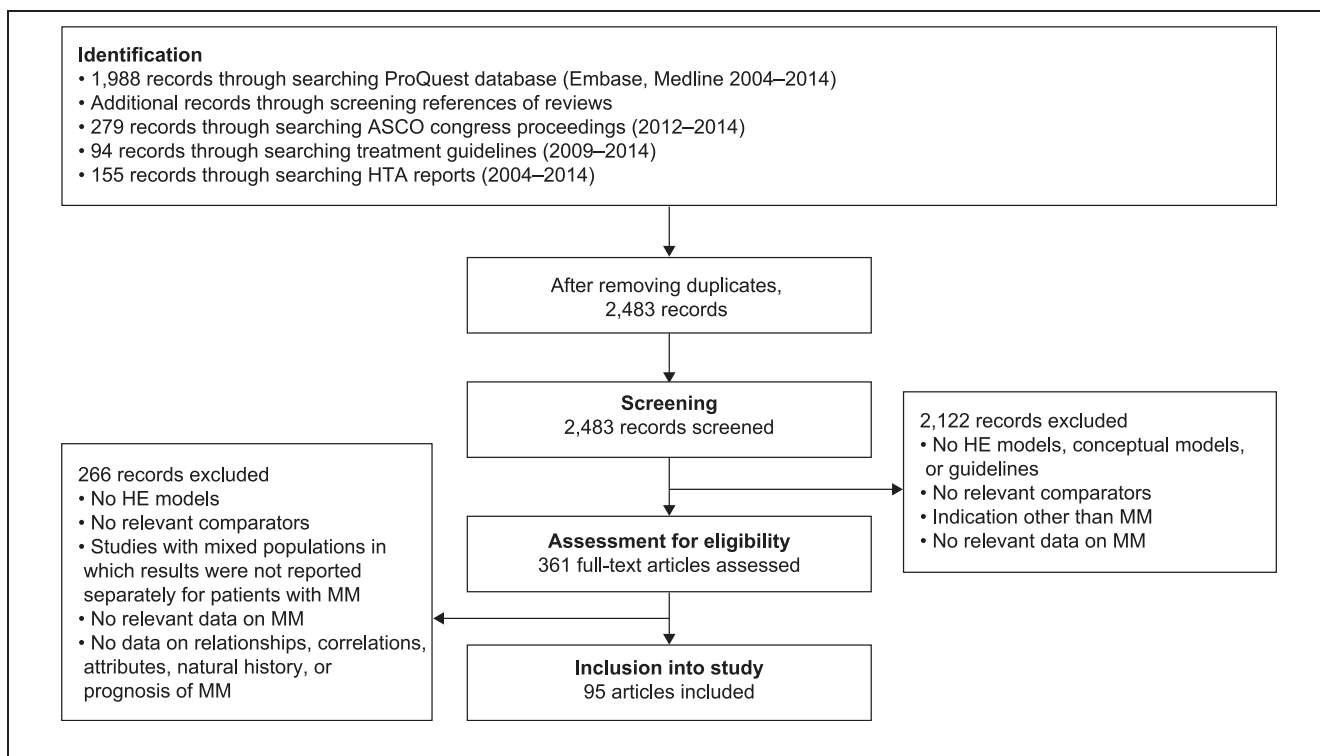 Identification
• 1,988 records through searching ProQuest database (Embase, Medline 2004–2014)
• Additional records through screening references of reviews
• 279 records through searching ASCO congress proceedings (2012–2014)
• 94 records through searching treatment guidelines (2009–2014)
• 155 records through searching HTA reports (2004–2014)
After removing duplicates,
2,483 records
Screening
2,483 records screened
2,122 records excluded
• No HE models, conceptual models,
or guidelines
• No relevant comparators
• Indication other than MM
• No relevant data on MM
Assessment for eligibility
361 full-text articles assessed
266 records excluded
• No HE models
• No relevant comparators
• Studies with mixed populations in
which results were not reported
separately for patients with MM
• No relevant data on MM
• No data on relationships, correlations,
attributes, natural history, or
prognosis of MM
Inclusion into study
95 articles included